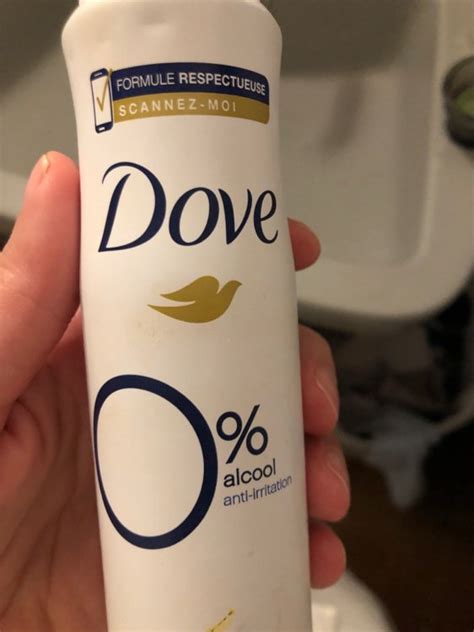 FORMULE RESPECTUEUSE
SCANNEZ-MOI
Dove
0%
alcool
anti-irritation